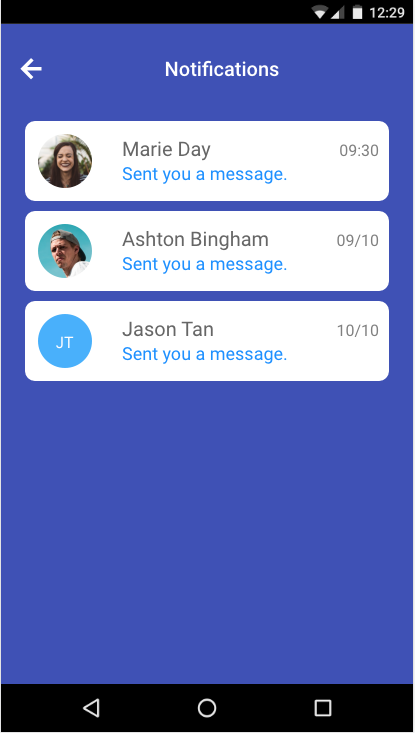 12:29
Notifications
Marie Day 09:30
Sent you a message.
Ashton Bingham 09/10
Sent you a message.
JT Jason Tan 10/10
Sent you a message.